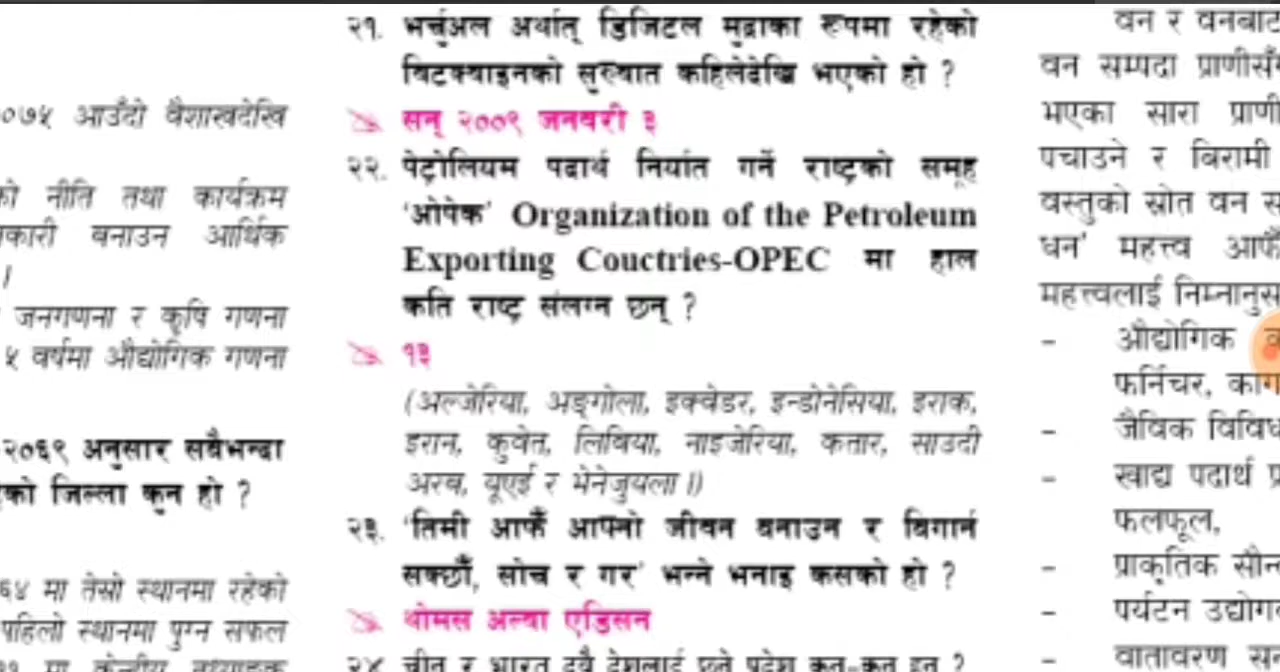 ०७५ आउँदो वैशाखदेखि
को नीति तथा कार्यक्रम
कारी बनाउन आर्थिक
।
जनगणना र कृषि गणना
५ वर्षमा औद्योगिक गणना
२०६९ अनुसार सबैभन्दा
को जिल्ला कुन हो ?
६४ मा तेस्रो स्थानमा रहेको
पहिलो स्थानमा पुग्न सफल
२१. भर्चुअल अर्थात् डिजिटल मुद्राका रूपमा रहेको
बिटक्वाइनको सुरुवात कहिलेदेखि भएको हो ?
सन् २००९ जनवरी ३
२२. पेट्रोलियम पदार्थ निर्यात गर्ने राष्ट्रको समूह
'ओपेक' Organization of the Petroleum
Exporting Couctries-OPEC मा हाल
कति राष्ट्र संलग्न छन् ?
१३
(अल्जेरिया, अङ्गोला, इक्वेडर, इन्डोनेसिया, इराक,
इरान, कुवेत, लिबिया, नाइजेरिया, कतार, साउदी
अरब, यूएई र भेनेजुयला ।)
२३. 'तिमी आफैँ आफ्नो जीवन बनाउन र बिगार्न
सक्छौँ, सोच र गर' भन्ने भनाइ कसको हो ?
थोमस अल्वा एडिसन
२४ चीन र भारत दुवै देशलाई छुने प्रदेश कुन-कुन हुन् ?
वन र वनबाट
वन सम्पदा प्राणीसँ
भएका सारा प्राणी
पचाउने र बिरामी
वस्तुको स्रोत वन स
धन' महत्त्व आफैँ
महत्त्वलाई निम्नानुस
- औद्योगिक
फर्निचर, काग
- जैविक विविध
- खाद्य पदार्थ प्र
फलफूल,
- प्राकृतिक सौन्
- पर्यटन उद्योग
- वातावरण सन्